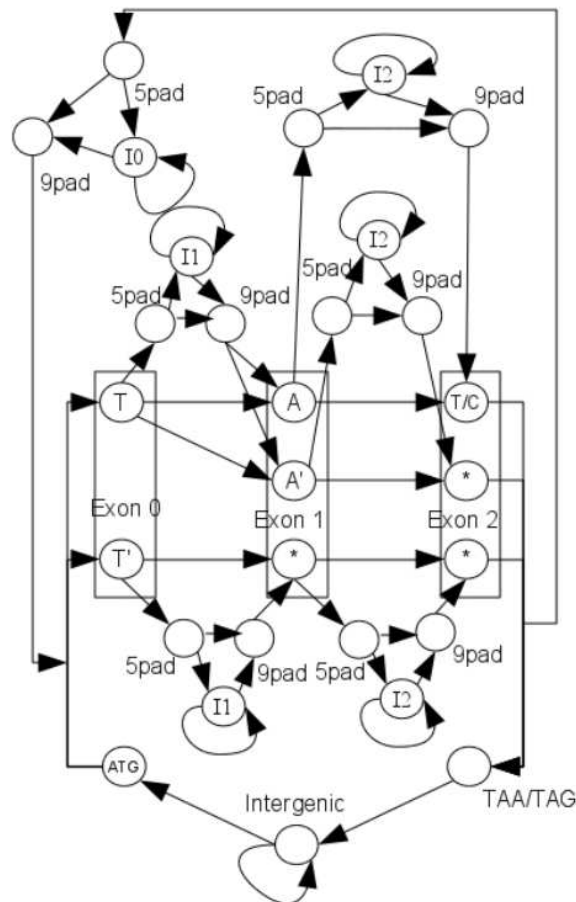 5pad
I2
5pad
9pad
I0
9pad
I1
I2
5pad
9pad
5pad
9pad
T
A
T/C
A'
*
Exon 0
Exon 1
Exon 2
T'
*
*
5pad
9pad
5pad
9pad
I1
I2
ATG
Intergenic
TAA/TAG